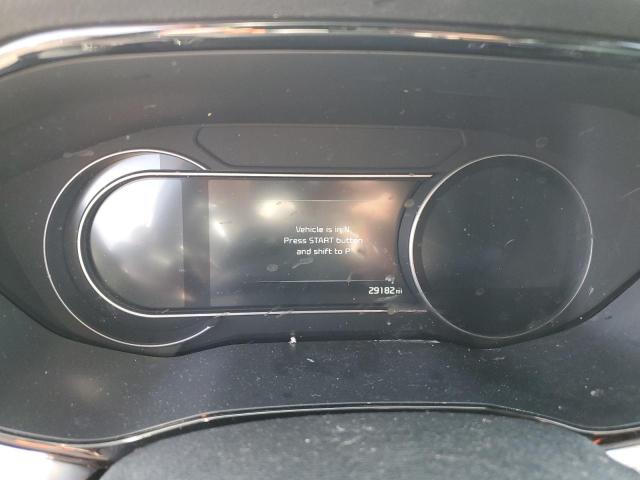 Vehicle is in N
Press START button
and shift to P
29182 mi